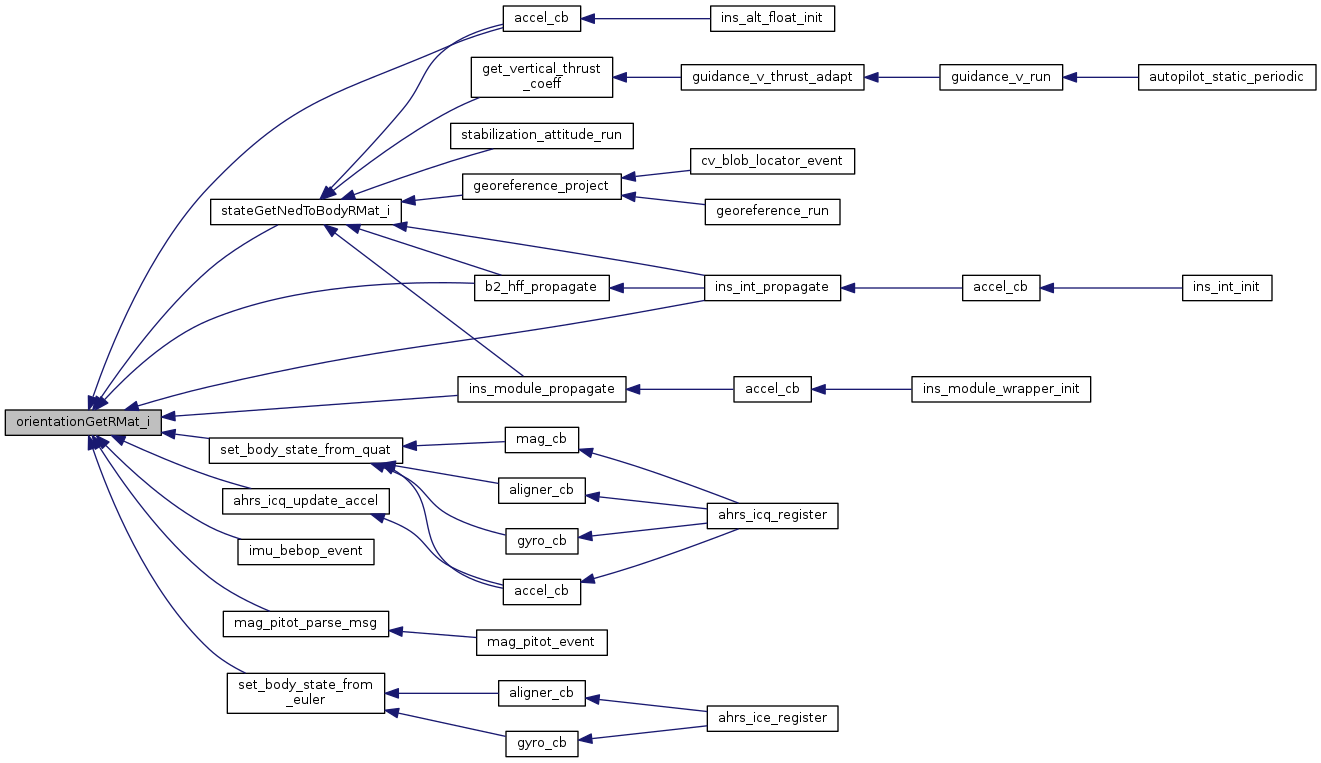 accel_cb
ins_alt_float_init
get_vertical_thrust
_coeff
guidance_v_thrust_adapt
guidance_v_run
autopilot_static_periodic
stabilization_attitude_run
cv_blob_locator_event
georeference_project
stateGetNedToBodyRMat_i
georeference_run
b2_hff_propagate
ins_int_propagate
accel_cb
ins_int_init
ins_module_propagate
accel_cb
ins_module_wrapper_init
orientationGetRMat_i
set_body_state_from_quat
mag_cb
aligner_cb
ahrs_icq_update_accel
ahrs_icq_register
gyro_cb
imu_bebop_event
accel_cb
mag_pitot_parse_msg
mag_pitot_event
set_body_state_from
_euler
aligner_cb
ahrs_ice_register
gyro_cb